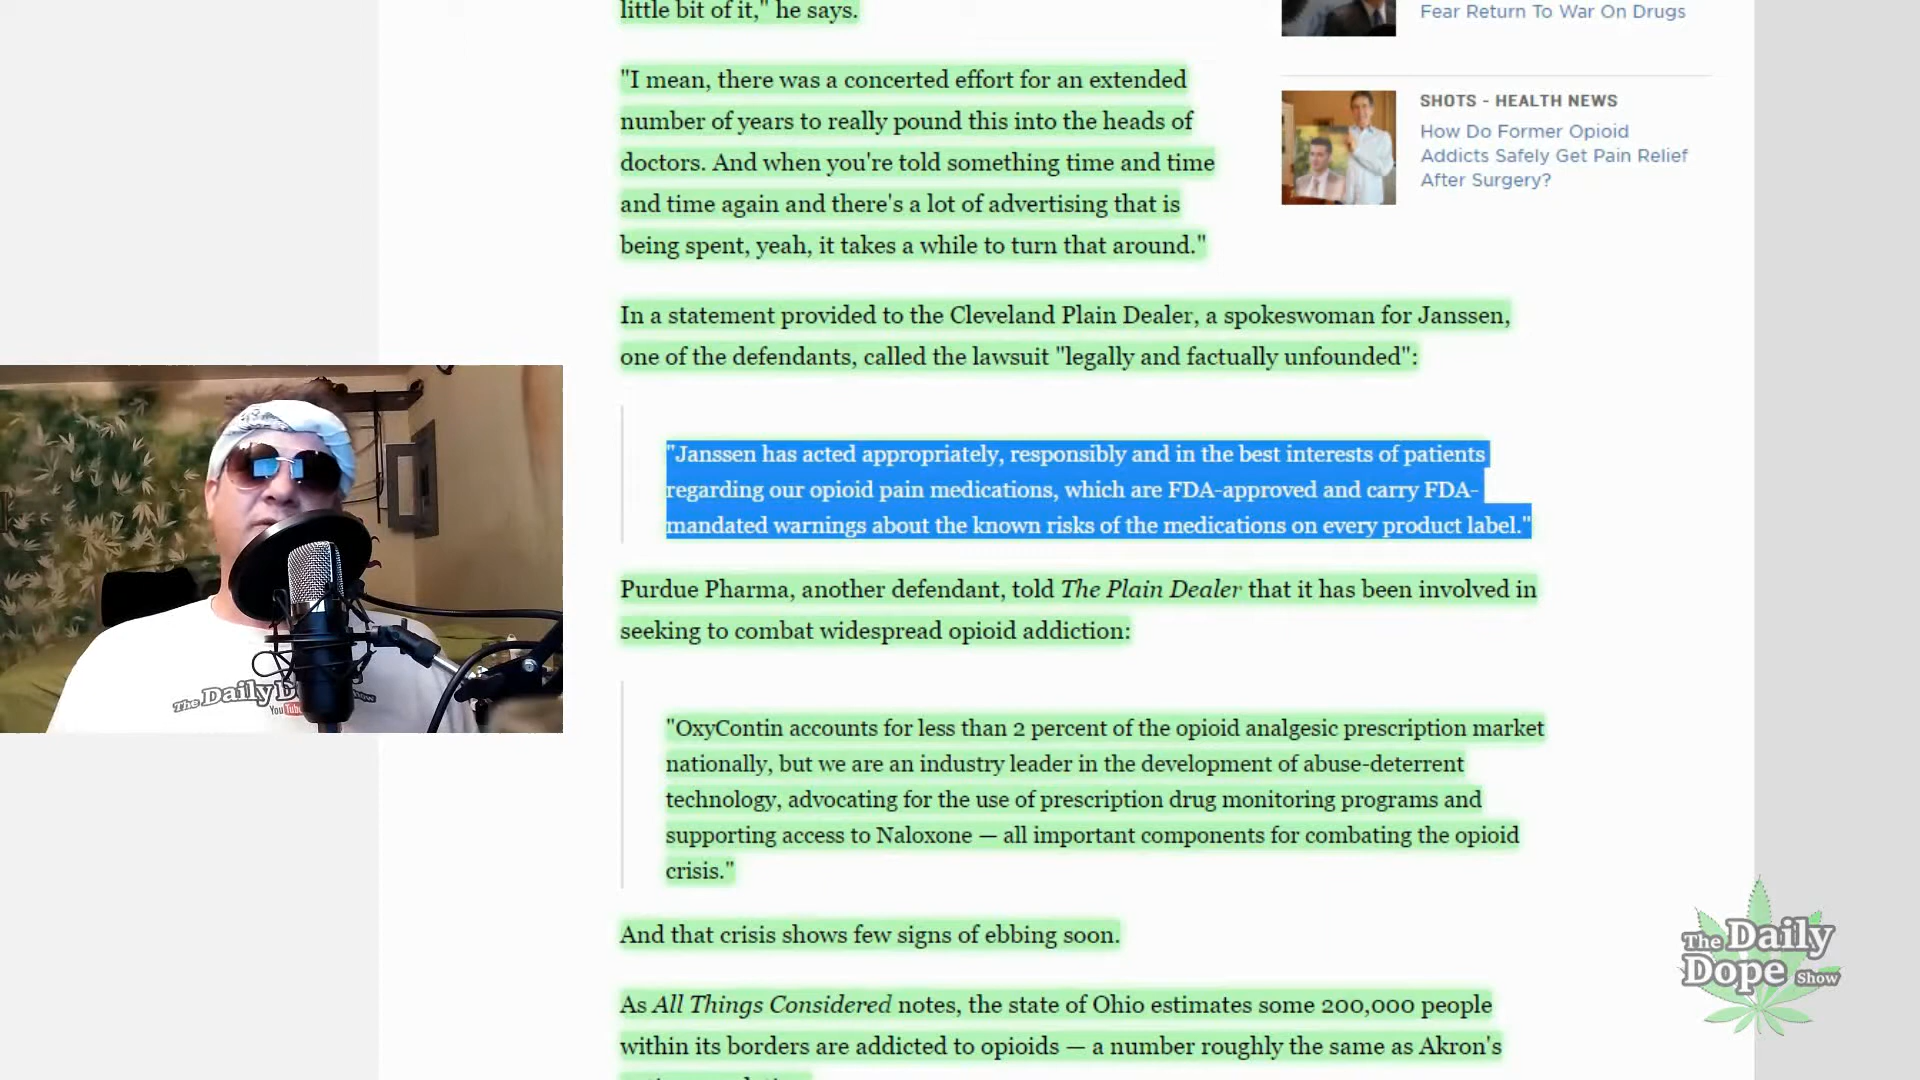 little bit of it," he says.
"I mean, there was a concerted effort for an extended
number of years to really pound this into the heads of
doctors. And when you're told something time and time
and time again and there's a lot of advertising that is
being spent, yeah, it takes a while to turn that around."
In a statement provided to the Cleveland Plain Dealer, a spokeswoman for Janssen,
one of the defendants, called the lawsuit "legally and factually unfounded":
"Janssen has acted appropriately, responsibly and in the best interests of patients
regarding our opioid pain medications, which are FDA-approved and carry FDA-
mandated warnings about the known risks of the medications on every product label."
Purdue Pharma, another defendant, told The Plain Dealer that it has been involved in
seeking to combat widespread opioid addiction:
"OxyContin accounts for less than 2 percent of the opioid analgesic prescription market
nationally, but we are an industry leader in the development of abuse-deterrent
technology, advocating for the use of prescription drug monitoring programs and
supporting access to Naloxone — all important components for combating the opioid
crisis."
And that crisis shows few signs of ebbing soon.
As All Things Considered notes, the state of Ohio estimates some 200,000 people
within its borders are addicted to opioids — a number roughly the same as Akron's
Fear Return To War On Drugs
SHOTS - HEALTH NEWS
How Do Former Opioid
Addicts Safely Get Pain Relief
After Surgery?
The Daily
YouTube
The Daily
Dope Show